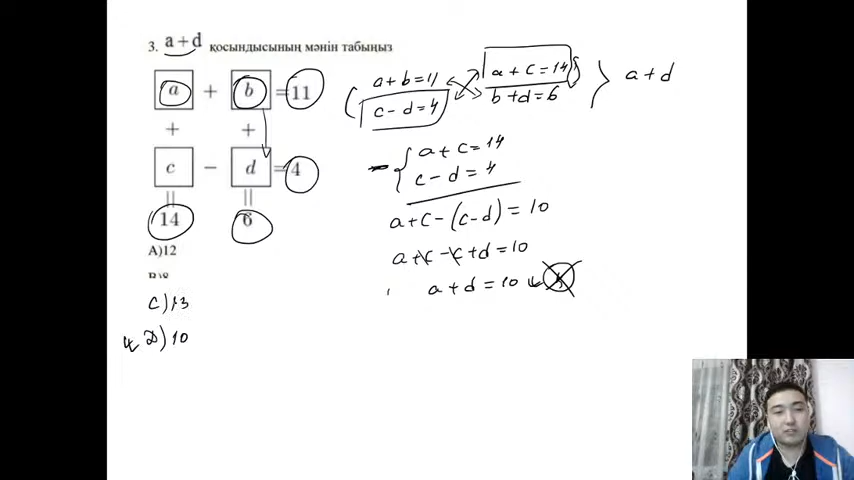 3. a+d қосындысының мәнін табыңыз
a + b =11
+ +
c − d =4
|| ||
14 6
A)12
C) 13
D) 10
a+b=11
c−d=4
a+c=14
b+d=6
a+d
a+c=14
c−d=4
a+c−(c−d)=10
a+c−c+d=10
a+d=10